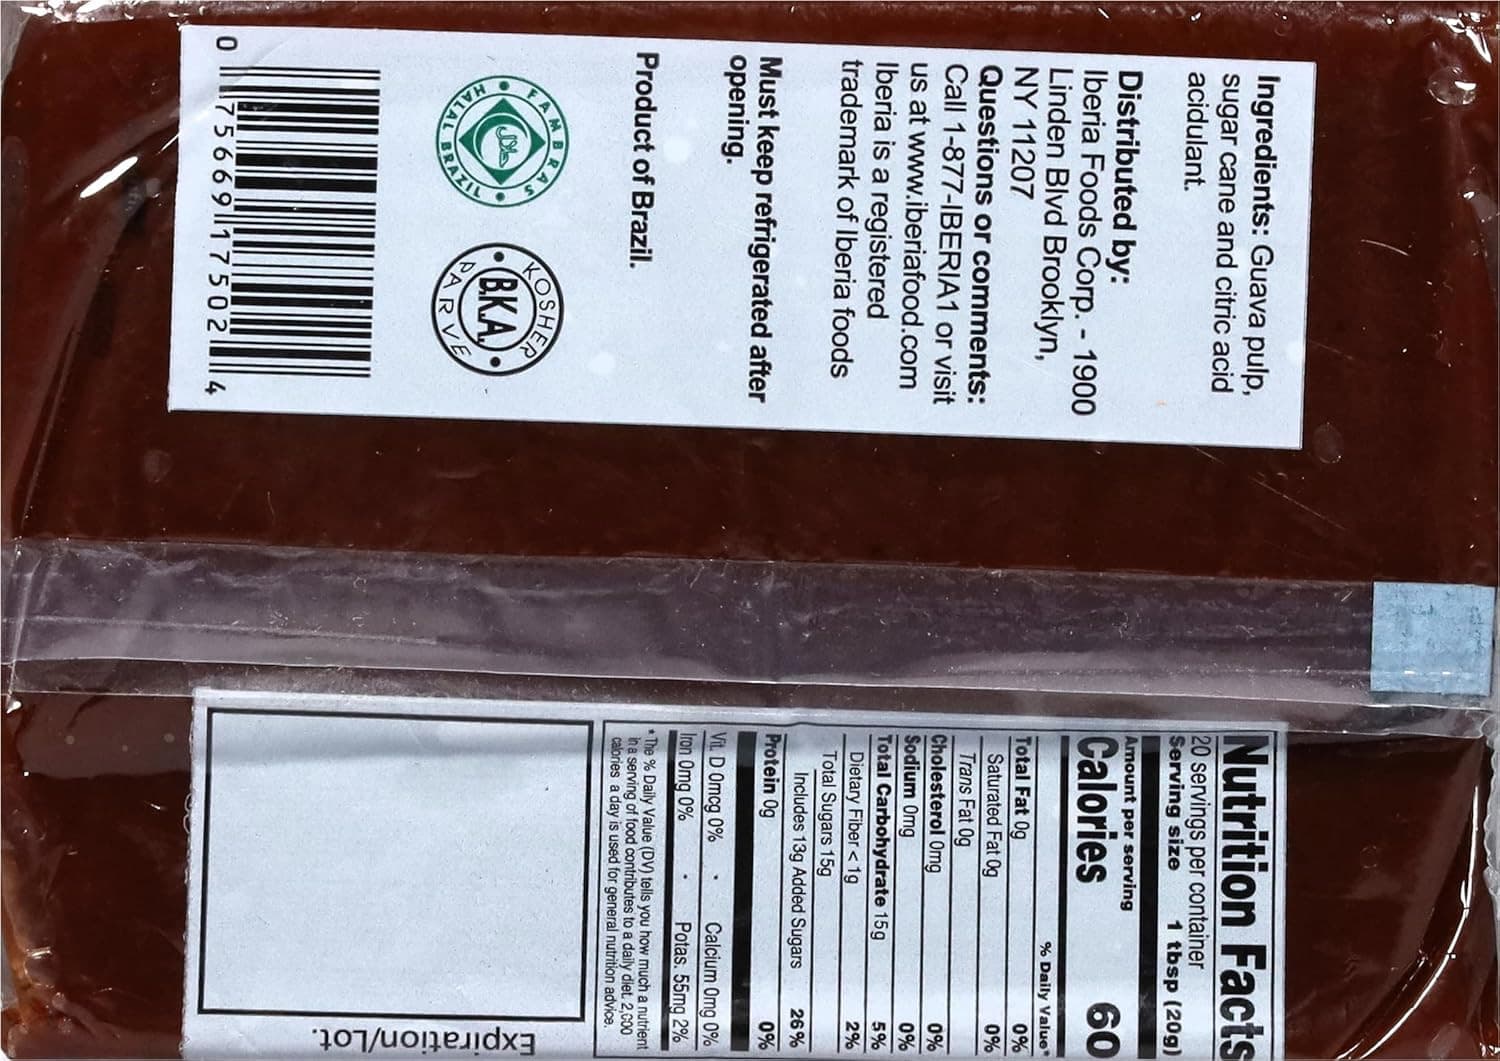 Ingredients: Guava pulp,
sugar cane and citric acid
acidulant.
Distributed by:
Iberia Foods Corp. - 1900
Linden Blvd Brooklyn,
NY 11207
Questions or comments:
Call 1-877-IBERIA1 or visit
us at www.iberiafood.com
Iberia is a registered
trademark of Iberia foods
Must keep refrigerated after
opening.
Product of Brazil.
FAMBRAS
HALAL BRAZIL
KOSHER
B.K.A.
PARVE
0 75669 17502 4
Nutrition Facts
20 servings per container
Serving size 1 tbsp (20g)
Amount per serving
Calories 60
% Daily Value*
Total Fat 0g 0%
Saturated Fat 0g 0%
Trans Fat 0g
Cholesterol 0mg 0%
Sodium 0mg 0%
Total Carbohydrate 15g 5%
Dietary Fiber < 1g 2%
Total Sugars 15g
Includes 13g Added Sugars 26%
Protein 0g 0%
Vit. D 0mcg 0% • Calcium 0mg 0%
Iron 0mg 0% • Potas. 55mg 2%
* The % Daily Value (DV) tells you how much a nutrient
in a serving of food contributes to a daily diet. 2,000
calories a day is used for general nutrition advice.
Expiration/Lot.